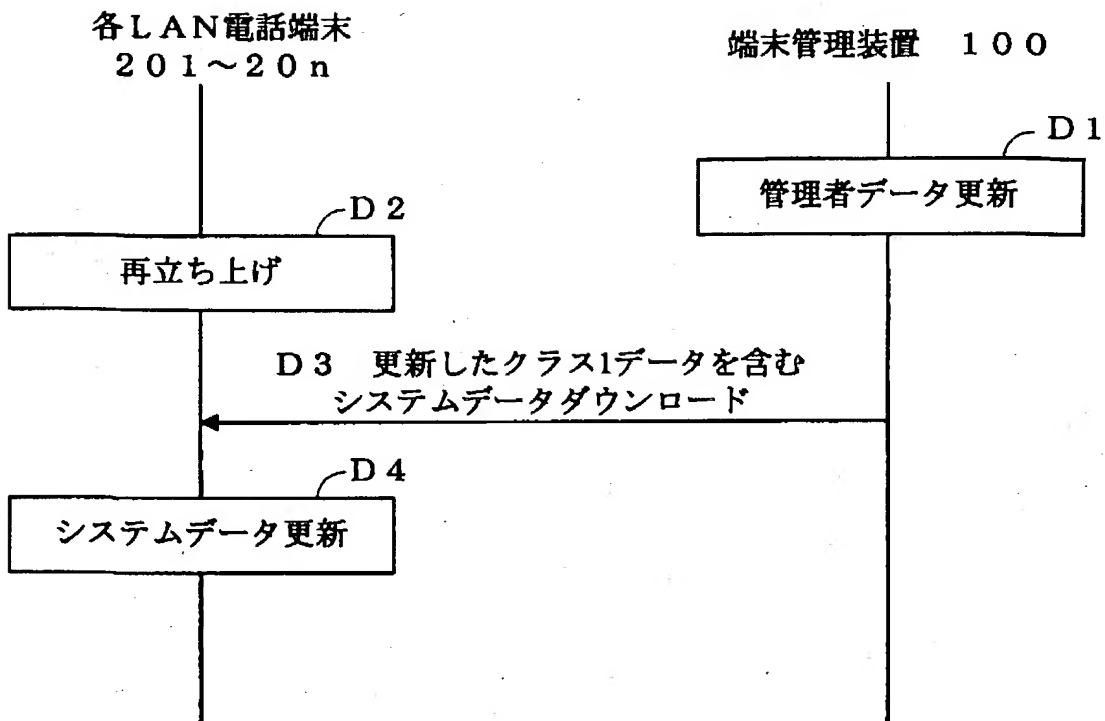 各LAN電話端末
201~20n
端末管理装置 100
D1
管理者データ更新
D2
再立ち上げ
D3 更新したクラス1データを含む
システムデータダウンロード
D4
システムデータ更新